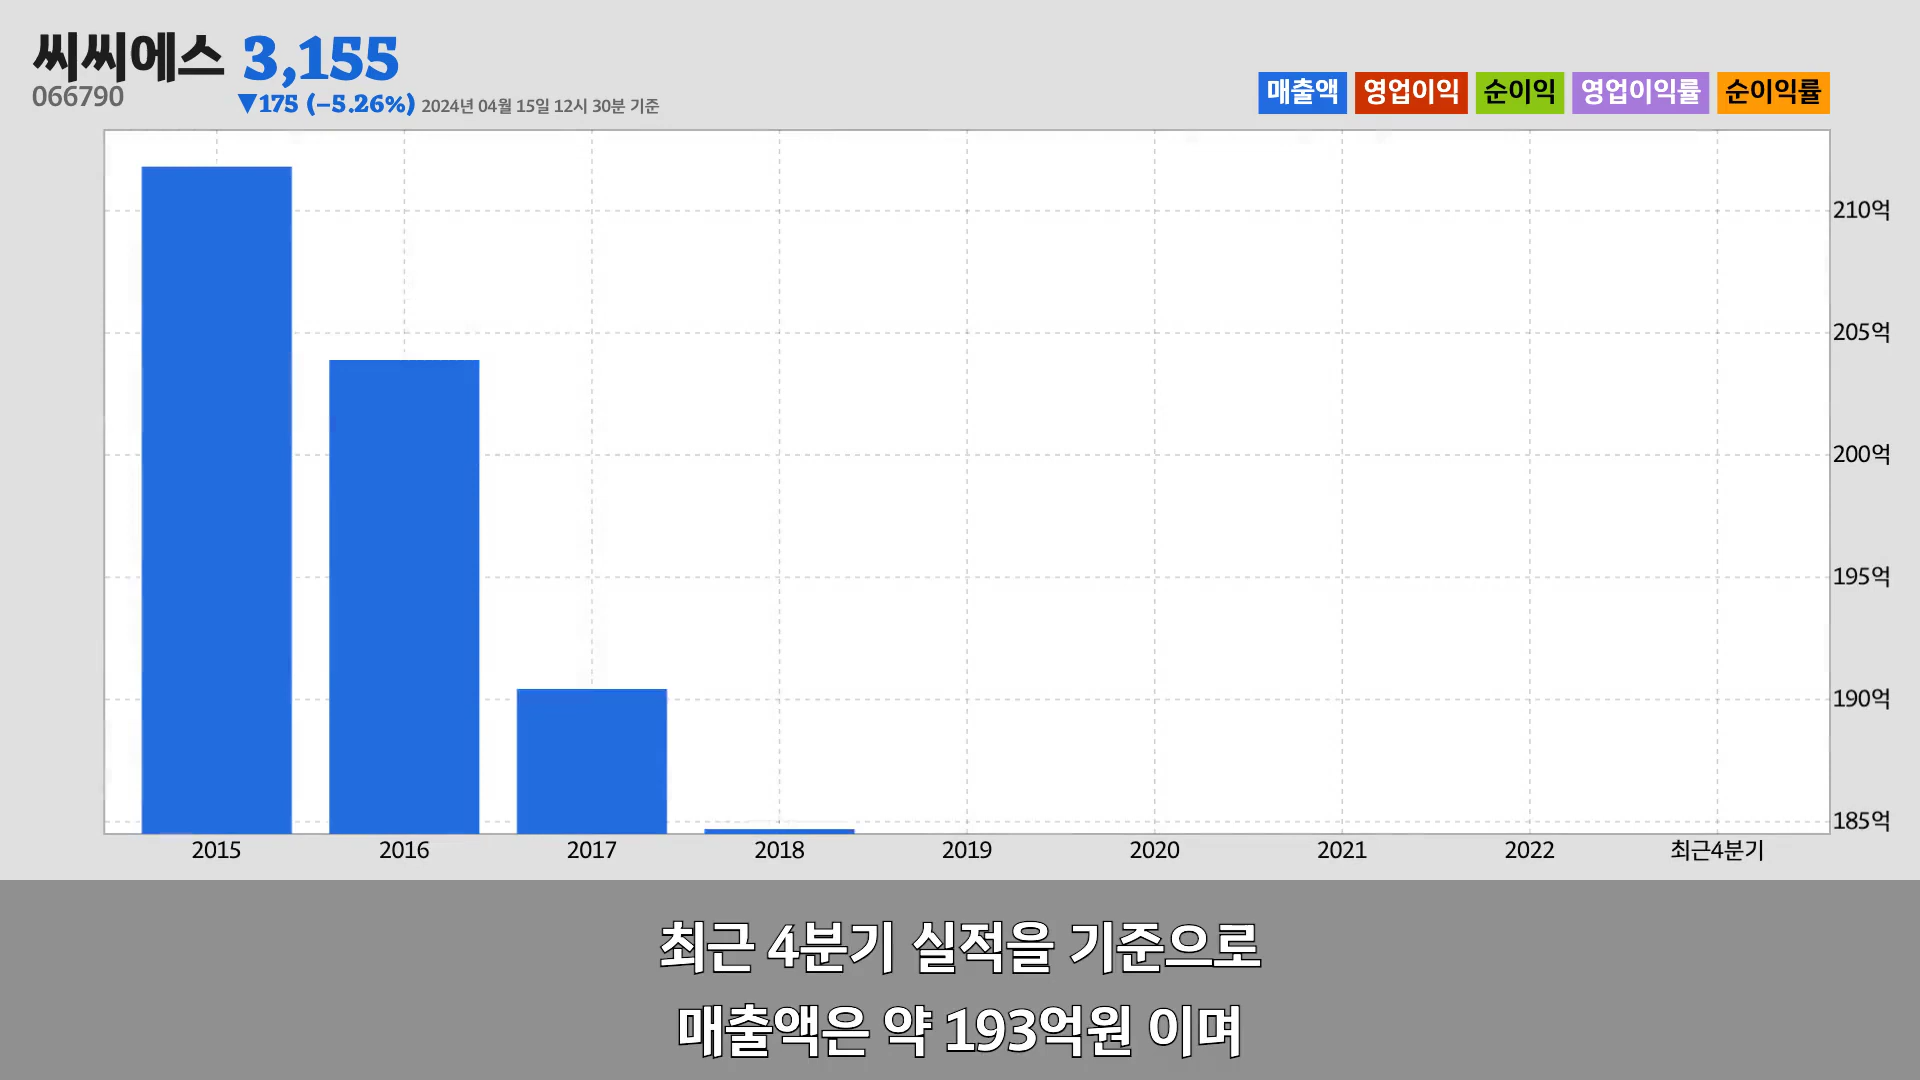 씨씨에스 3,155
066790
▼175 (−5.26%) 2024년 04월 15일 12시 30분 기준
매출액 영업이익 순이익 영업이익률 순이익률
210억
205억
200억
195억
190억
185억
2015 2016 2017 2018 2019 2020 2021 2022 최근4분기
최근 4분기 실적을 기준으로
매출액은 약 193억원 이며